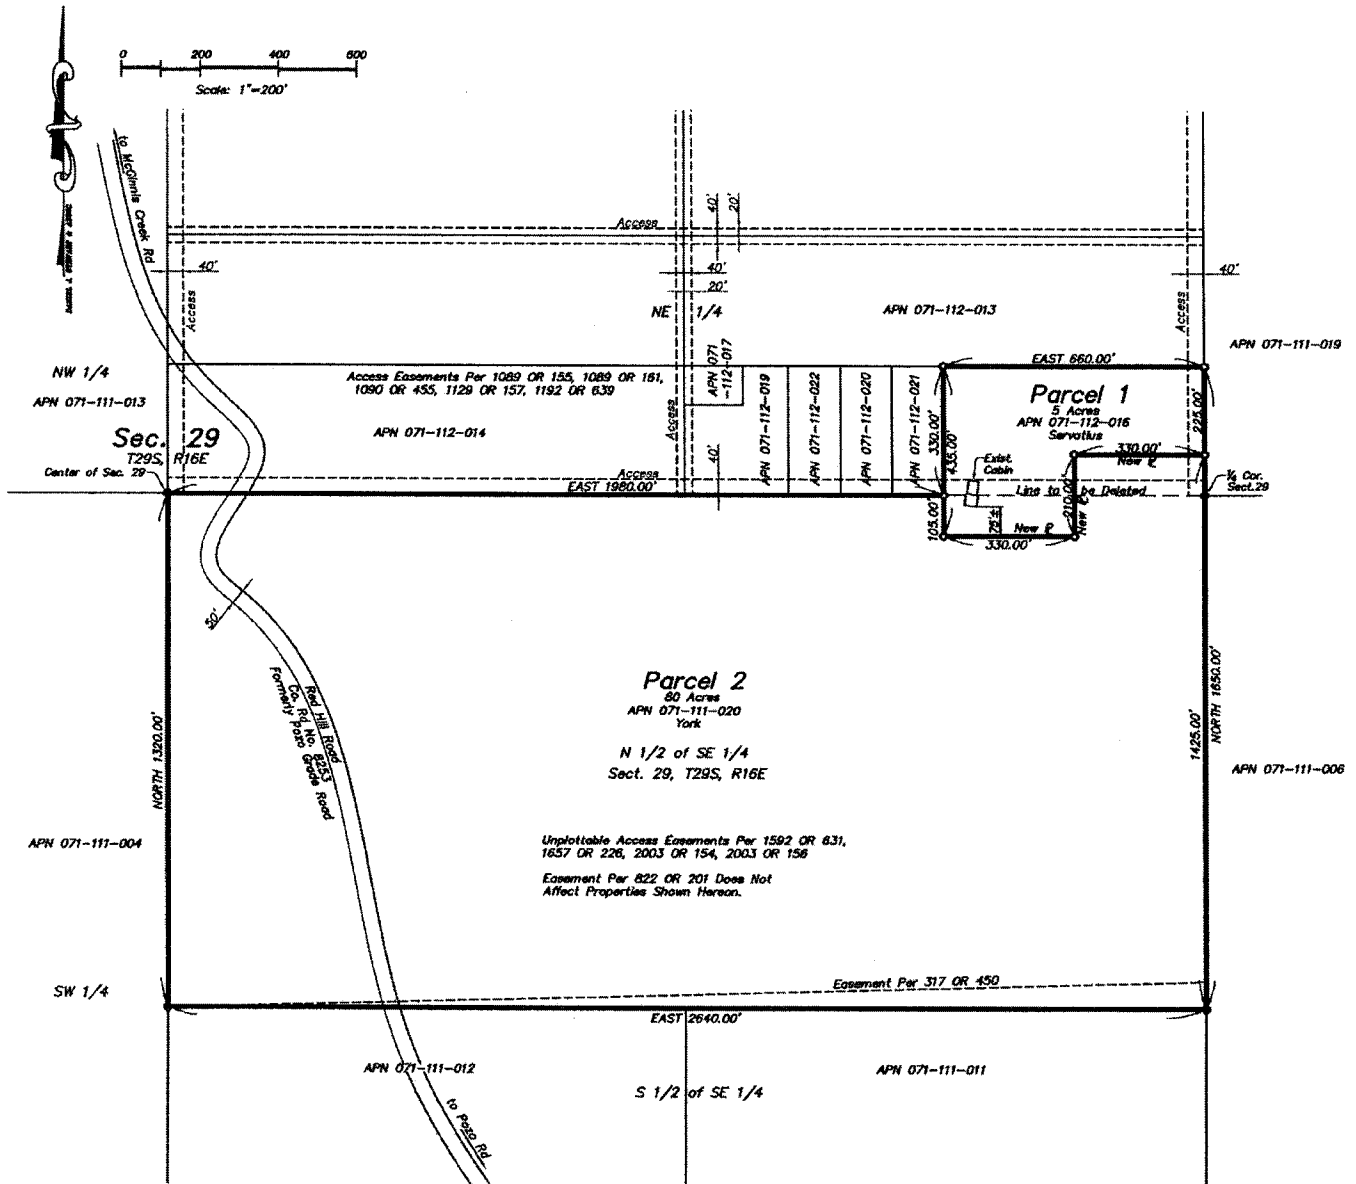 0 200 400 600
Scale: 1"=200'
to McGinnis Creek Rd
Access
40'
20'
40'
40'
20'
40'
Access
Access
NE 1/4
APN 071-112-013
APN 071-111-019
NW 1/4
APN 071-111-013
Sec. 29
T29S, R16E
Center of Sec. 29
Access Easements Per 1089 OR 155, 1089 OR 161,
1090 OR 455, 1129 OR 157, 1192 OR 639
APN 071-112-014
Access
Access
40'
EAST 1980.00'
APN 071
-112-017
APN 071-112-019
APN 071-112-022
APN 071-112-020
APN 071-112-021
EAST 660.00'
Parcel 1
5 Acres
APN 071-112-016
Servatius
330.00'
435.00'
225.00'
330.00'
New ⅊
Exist.
Cabin
Line to be Deleted
¼ Cor.
Sect.29
105.00'
75'±
210.00'
New ⅊
New ⅊
330.00'
50'
Red Hill Road
Co. Rd. No. 8253
Formerly Pozo Grade Road
NORTH 1320.00'
Parcel 2
80 Acres
APN 071-111-020
York
N 1/2 of SE 1/4
Sect. 29, T29S, R16E
1425.00'
NORTH 1650.00'
APN 071-111-006
APN 071-111-004
Unplottable Access Easements Per 1592 OR 631,
1657 OR 226, 2003 OR 154, 2003 OR 156
Easement Per 822 OR 201 Does Not
Affect Properties Shown Hereon.
SW 1/4
Easement Per 317 OR 450
EAST 2640.00'
APN 071-111-012
APN 071-111-011
S 1/2 of SE 1/4
to Pozo Rd